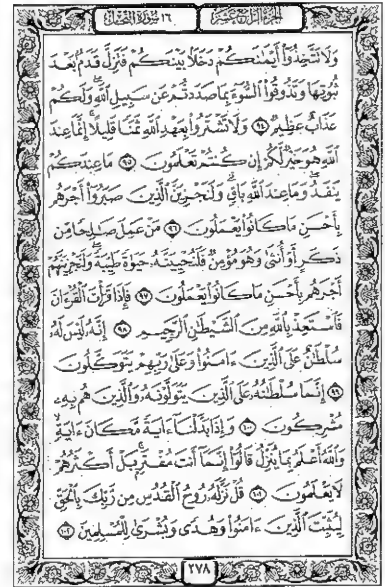 الجزء الرابع عشر ١٦ سورة النحل
وَلَا تَتَّخِذُوٓا۟ أَيْمَٰنَكُمْ دَخَلًۢا بَيْنَكُمْ فَتَزِلَّ قَدَمٌۢ بَعْدَ
ثُبُوتِهَا وَتَذُوقُوا۟ ٱلسُّوٓءَ بِمَا صَدَدتُّمْ عَن سَبِيلِ ٱللَّهِ وَلَكُمْ
عَذَابٌ عَظِيمٌ ٩٤ وَلَا تَشْتَرُوا۟ بِعَهْدِ ٱللَّهِ ثَمَنًا قَلِيلًا إِنَّمَا عِندَ
ٱللَّهِ هُوَ خَيْرٌ لَّكُمْ إِن كُنتُمْ تَعْلَمُونَ ٩٥ مَا عِندَكُمْ
يَنفَدُ وَمَا عِندَ ٱللَّهِ بَاقٍ وَلَنَجْزِيَنَّ ٱلَّذِينَ صَبَرُوٓا۟ أَجْرَهُم
بِأَحْسَنِ مَا كَانُوا۟ يَعْمَلُونَ ٩٦ مَنْ عَمِلَ صَٰلِحًا مِّن
ذَكَرٍ أَوْ أُنثَىٰ وَهُوَ مُؤْمِنٌ فَلَنُحْيِيَنَّهُۥ حَيَوٰةً طَيِّبَةً وَلَنَجْزِيَنَّهُمْ
أَجْرَهُم بِأَحْسَنِ مَا كَانُوا۟ يَعْمَلُونَ ٩٧ فَإِذَا قَرَأْتَ ٱلْقُرْءَانَ
فَٱسْتَعِذْ بِٱللَّهِ مِنَ ٱلشَّيْطَٰنِ ٱلرَّجِيمِ ٩٨ إِنَّهُۥ لَيْسَ لَهُۥ
سُلْطَٰنٌ عَلَى ٱلَّذِينَ ءَامَنُوا۟ وَعَلَىٰ رَبِّهِمْ يَتَوَكَّلُونَ
٩٩ إِنَّمَا سُلْطَٰنُهُۥ عَلَى ٱلَّذِينَ يَتَوَلَّوْنَهُۥ وَٱلَّذِينَ هُم بِهِۦ
مُشْرِكُونَ ١٠٠ وَإِذَا بَدَّلْنَآ ءَايَةً مَّكَانَ ءَايَةٍ
وَٱللَّهُ أَعْلَمُ بِمَا يُنَزِّلُ قَالُوٓا۟ إِنَّمَآ أَنتَ مُفْتَرٍۭ بَلْ أَكْثَرُهُمْ
لَا يَعْلَمُونَ ١٠١ قُلْ نَزَّلَهُۥ رُوحُ ٱلْقُدُسِ مِن رَّبِّكَ بِٱلْحَقِّ
لِيُثَبِّتَ ٱلَّذِينَ ءَامَنُوا۟ وَهُدًى وَبُشْرَىٰ لِلْمُسْلِمِينَ ١٠٢
٢٧٨